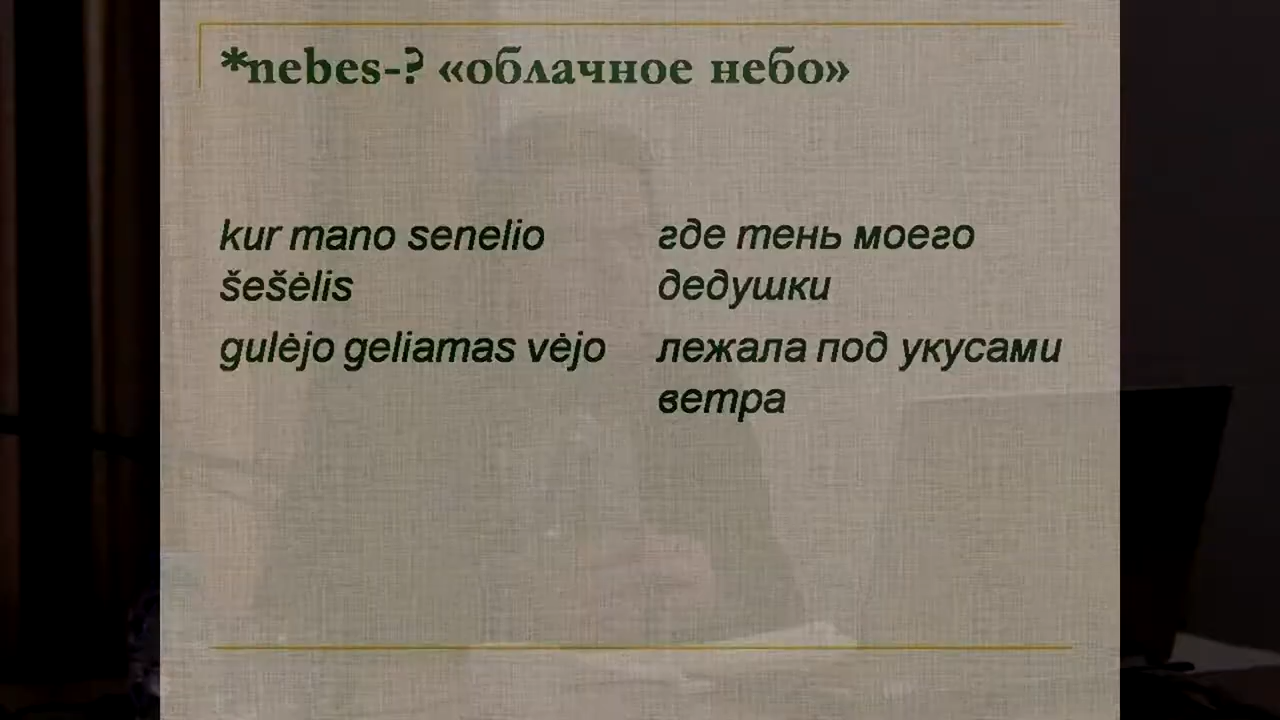 *nebes-? «облачное небо»
kur mano senelio
šešėlis
gulėjo geliamas vėjo
где тень моего
дедушки
лежала под укусами
ветра